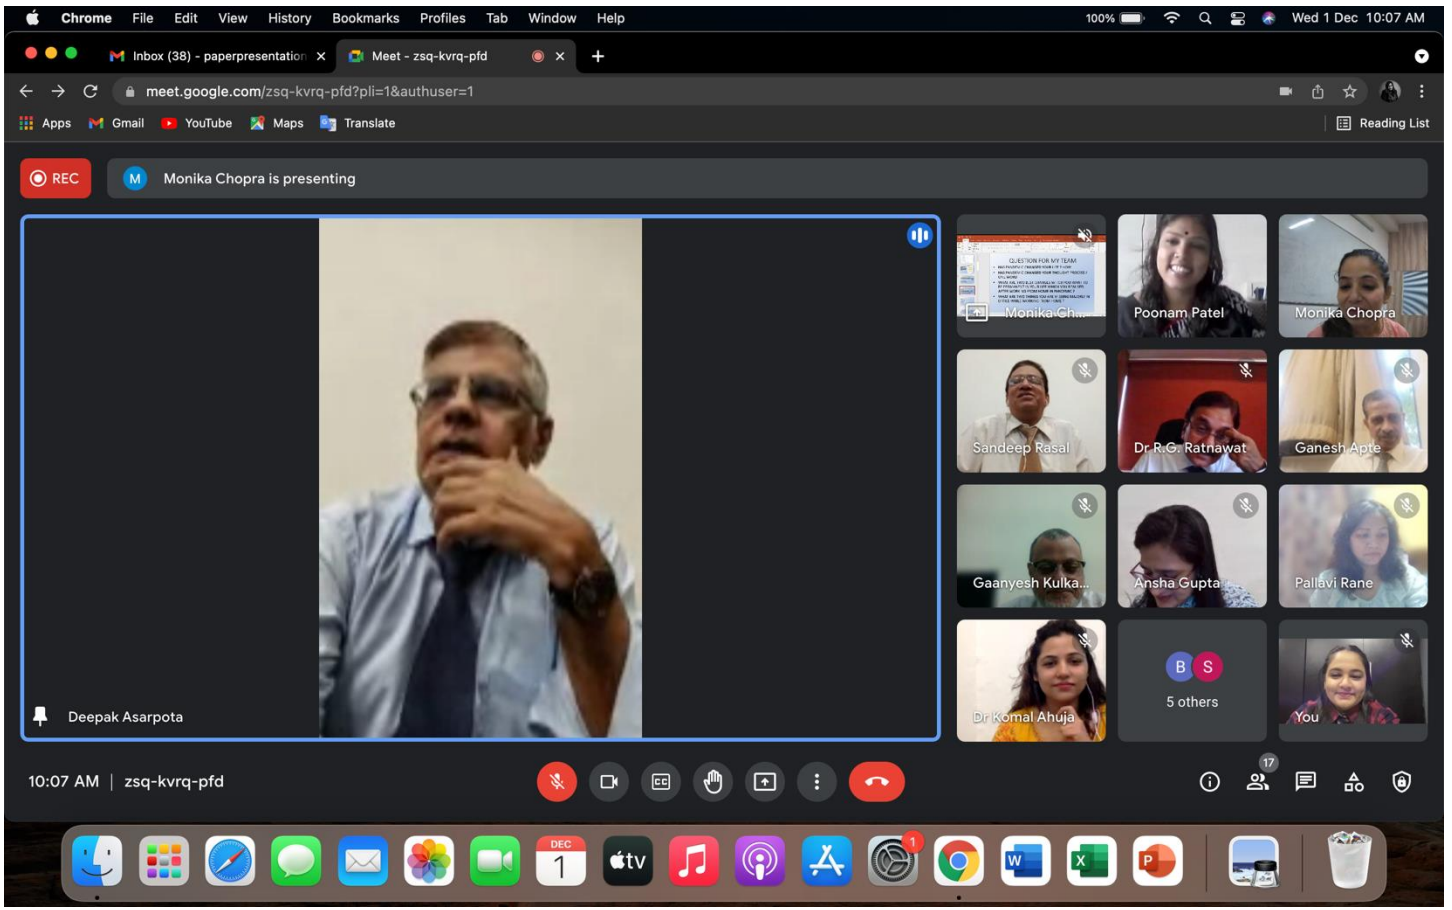 Chrome File Edit View History Bookmarks Profiles Tab Window Help 100% Wed 1 Dec 10:07 AM
Inbox (38) - paperpresentation Meet - zsq-kvrq-pfd
meet.google.com/zsq-kvrq-pfd?pli=1&authuser=1
Apps Gmail YouTube Maps Translate Reading List
REC M Monika Chopra is presenting
QUESTION FOR MY TEAM
Monika Ch... Poonam Patel Monika Chopra
Sandeep Rasal Dr R.G. Ratnawat Ganesh Apte
Gaanyesh Kulka... Ansha Gupta Pallavi Rane
B S
5 others
Dr Komal Ahuja You
Deepak Asarpota
17
10:07 AM | zsq-kvrq-pfd CC
DEC
1
tv
1
W X P